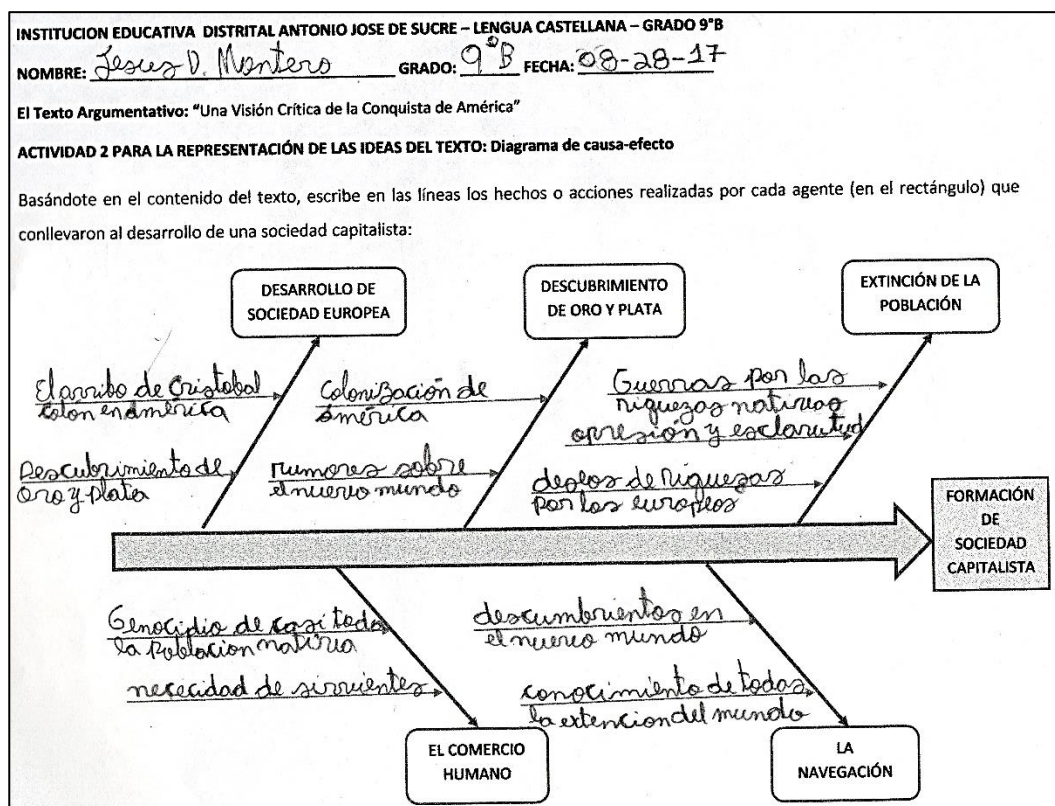 INSTITUCION EDUCATIVA DISTRITAL ANTONIO JOSE DE SUCRE – LENGUA CASTELLANA – GRADO 9°B
NOMBRE: Jesus D. Montero GRADO: 9°B FECHA: 08-28-17
El Texto Argumentativo: "Una Visión Crítica de la Conquista de América"
ACTIVIDAD 2 PARA LA REPRESENTACIÓN DE LAS IDEAS DEL TEXTO: Diagrama de causa-efecto
Basándote en el contenido del texto, escribe en las líneas los hechos o acciones realizadas por cada agente (en el rectángulo) que
conllevaron al desarrollo de una sociedad capitalista:
DESARROLLO DE
SOCIEDAD EUROPEA
DESCUBRIMIENTO
DE ORO Y PLATA
EXTINCIÓN DE LA
POBLACIÓN
El arribo de Cristobal
colon en américa
Descubrimiento de
Oro y plata
Colonización de
américa
rumores sobre
el nuevo mundo
Guerras por las
riquezas nativas
opresión y esclavitud
deseos de Riquezas
por los europeos
FORMACIÓN
DE
SOCIEDAD
CAPITALISTA
Genocidio de casi toda
la Poblacion nativa
nececidad de sirvientes
descumbrientos en
el nuevo mundo
conocimiento de todas
la extencion del mundo
EL COMERCIO
HUMANO
LA
NAVEGACIÓN